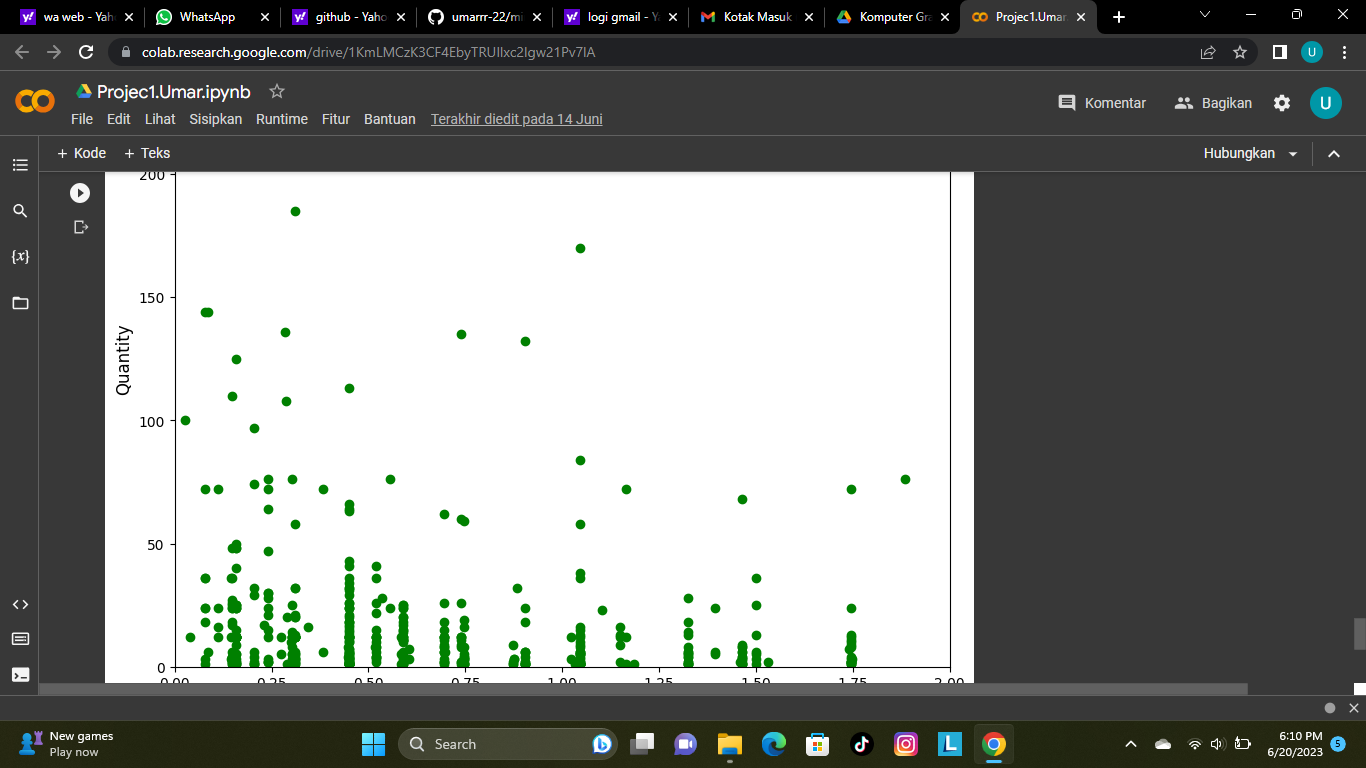 wa web - Yah
WhatsApp
github - Yaho
umarrr-22/mi
logi gmail - Ya
Kotak Masuk
Komputer Gra
Projec1.Umar.
colab.research.google.com/drive/1KmLMCzK3CF4EbyTRUIlxc2Igw21Pv7IA
U
Projec1.Umar.ipynb
Komentar
Bagikan
U
File Edit Lihat Sisipkan Runtime Fitur Bantuan Terakhir diedit pada 14 Juni
+ Kode + Teks
Hubungkan
{x}
200
150
100
50
0
Quantity
0.00 0.25 0.50 0.75 1.00 1.25 1.50 1.75 2.00
New games
Play now
Search
L
6:10 PM
6/20/2023
5